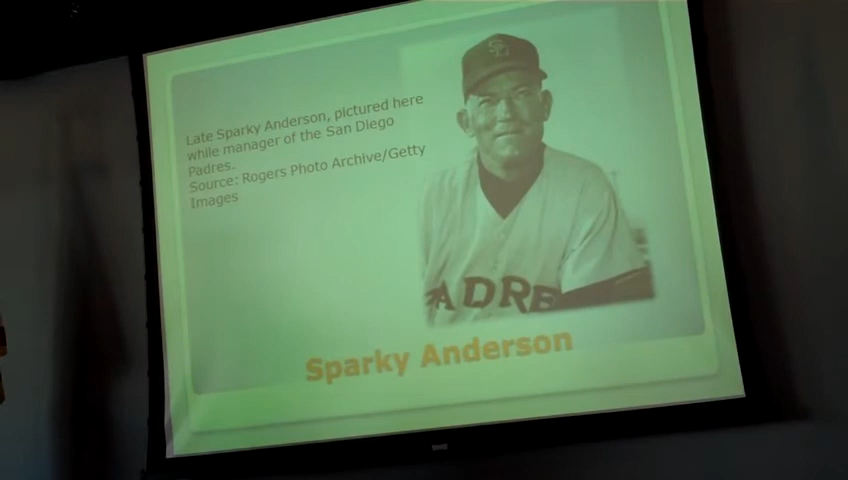 Late Sparky Anderson, pictured here
while manager of the San Diego
Padres.
Source: Rogers Photo Archive/Getty
Images
SD
ADRE
Sparky Anderson